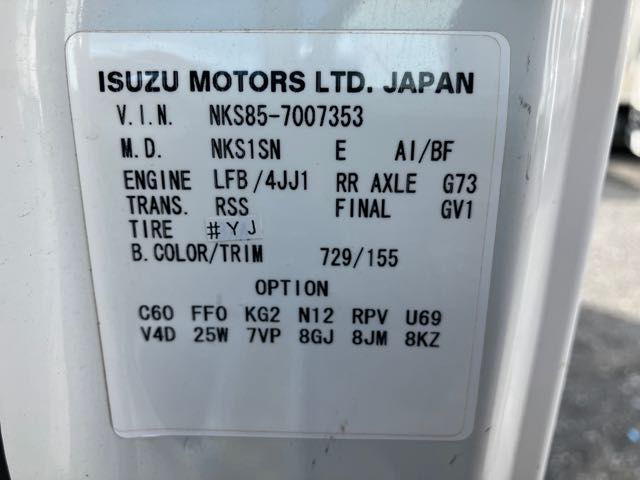 ISUZU MOTORS LTD. JAPAN
V.I.N. NKS85-7007353
M.D. NKS1SN E AI/BF
ENGINE LFB/4JJ1 RR AXLE G73
TRANS. RSS FINAL GV1
TIRE #YJ
B.COLOR/TRIM 729/155
OPTION
C60 FF0 KG2 N12 RPV U69
V4D 25W 7VP 8GJ 8JM 8KZ